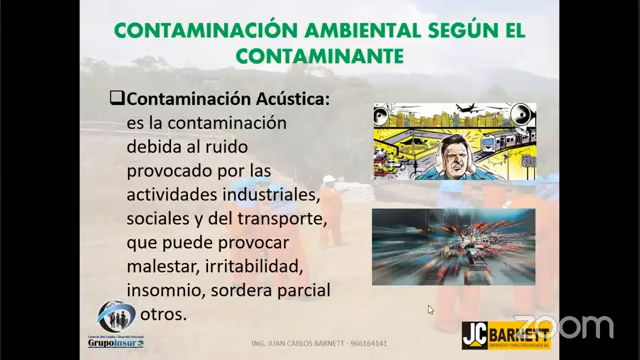 CONTAMINACIÓN AMBIENTAL SEGÚN EL
CONTAMINANTE
❑Contaminación Acústica:
es la contaminación
debida al ruido
provocado por las
actividades industriales,
sociales y del transporte,
que puede provocar
malestar, irritabilidad,
insomnio, sordera parcial
otros.
GrupoInsur
ING. JUAN CARLOS BARNETT - 966164141
JC BARNETT
zoom